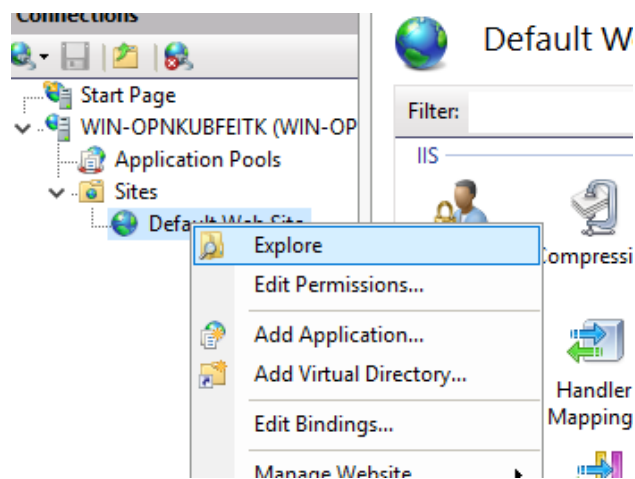 Connections
Start Page
WIN-OPNKUBFEITK (WIN-OP
Application Pools
Sites
Default Web Site
Default W
Filter:
IIS
Compressi
Handler
Mapping
Explore
Edit Permissions...
Add Application...
Add Virtual Directory...
Edit Bindings...
Manage Website